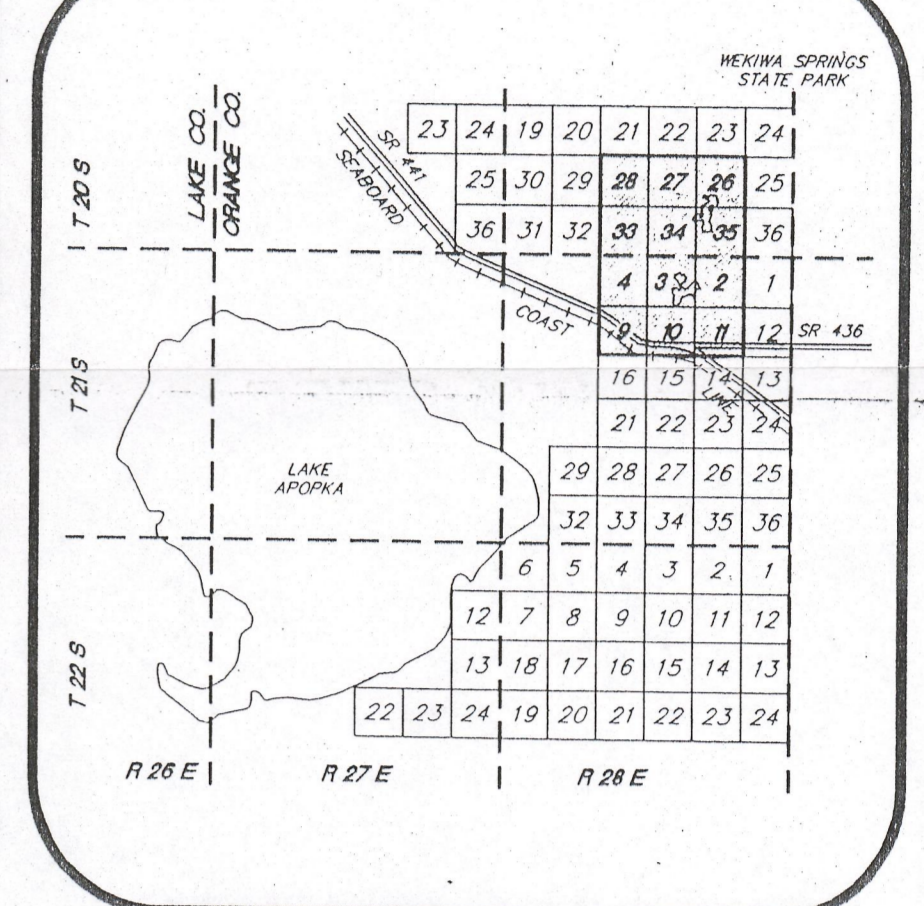 WEKIWA SPRINGS
STATE PARK
LAKE CO.
ORANGE CO.
SR 441
SEABOARD
COAST
LINE
SR 436
T 20 S
T 21 S
T 22 S
23 24 19 20 21 22 23 24
25 30 29 28 27 26 25
36 31 32 33 34 35 36
4 3 2 1
9 10 11 12
16 15 14 13
21 22 23 24
29 28 27 26 25
32 33 34 35 36
6 5 4 3 2 1
12 7 8 9 10 11 12
13 18 17 16 15 14 13
22 23 24 19 20 21 22 23 24
LAKE
APOPKA
R 26 E
R 27 E
R 28 E